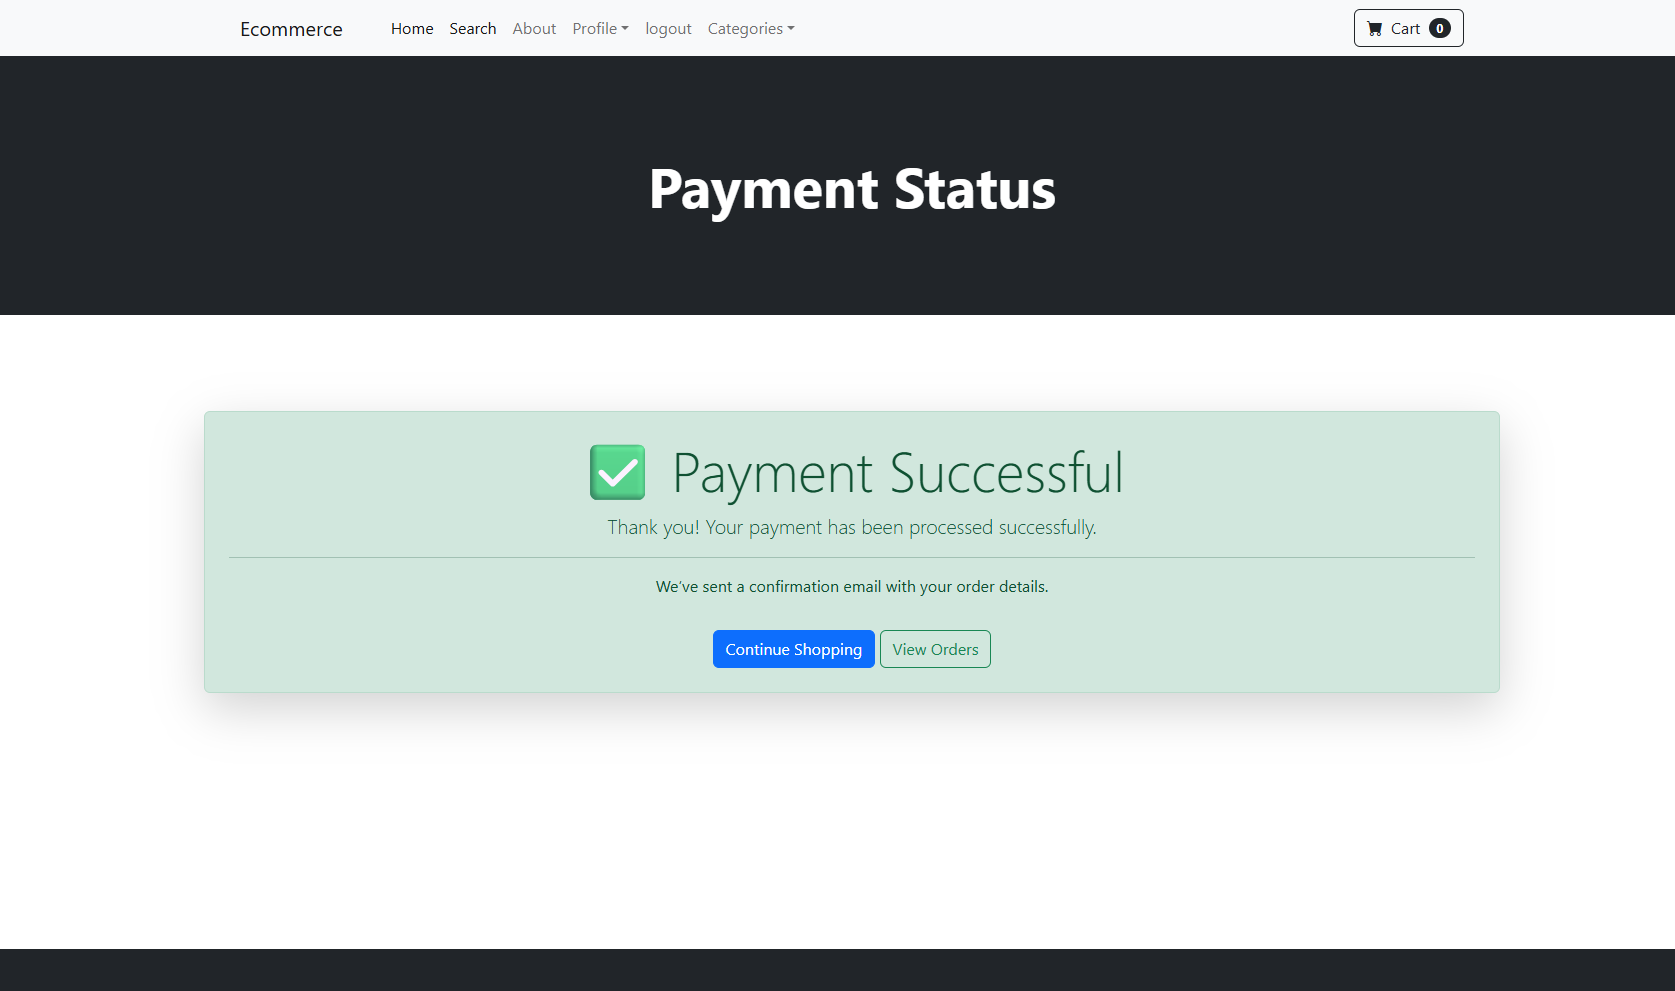 Ecommerce Home Search About Profile logout Categories Cart 0
Payment Status
✅ Payment Successful
Thank you! Your payment has been processed successfully.
We've sent a confirmation email with your order details.
Continue Shopping View Orders